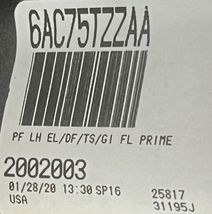 6AC75TZZAA
PF LH EL/DF/TS/GI FL PRIME
2002003
01/28/20 13:30 SP16 25817
USA 31195J